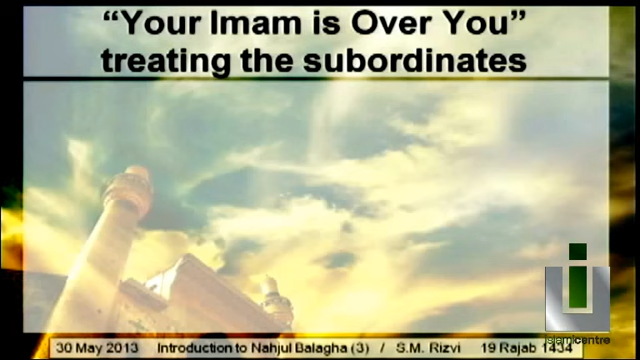 “Your Imam is Over You”
treating the subordinates
islamicentre
30 May 2013 Introduction to Nahjul Balagha (3) / S.M. Rizvi 19 Rajab 1434